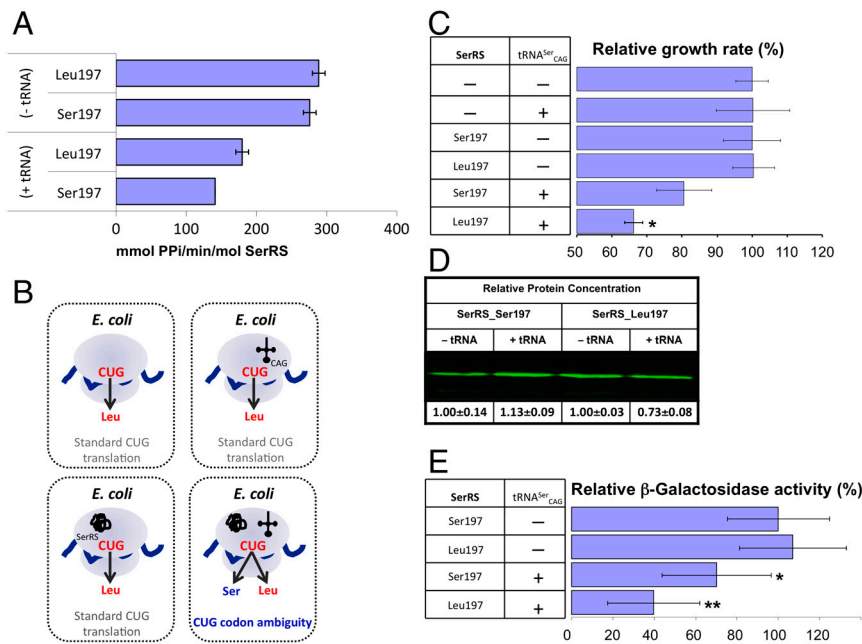 A
(- tRNA)
Leu197
Ser197
(+ tRNA)
Leu197
Ser197
0 100 200 300 400
mmol PPi/min/mol SerRS
B
E. coli
CUG
Leu
Standard CUG
translation
E. coli
CAG
CUG
Leu
Standard CUG
translation
E. coli
SerRS
CUG
Leu
Standard CUG
translation
E. coli
CUG
Ser Leu
CUG codon ambiguity
C
SerRS tRNA^Ser_CAG Relative growth rate (%)
— —
— +
Ser197 —
Leu197 —
Ser197 +
Leu197 + *
50 60 70 80 90 100 110 120
D
Relative Protein Concentration
SerRS_Ser197 SerRS_Leu197
– tRNA + tRNA – tRNA + tRNA
1.00±0.14 1.13±0.09 1.00±0.03 0.73±0.08
E
SerRS tRNA^Ser_CAG Relative β-Galactosidase activity (%)
Ser197 —
Leu197 —
Ser197 + *
Leu197 + **
0 20 40 60 80 100 120